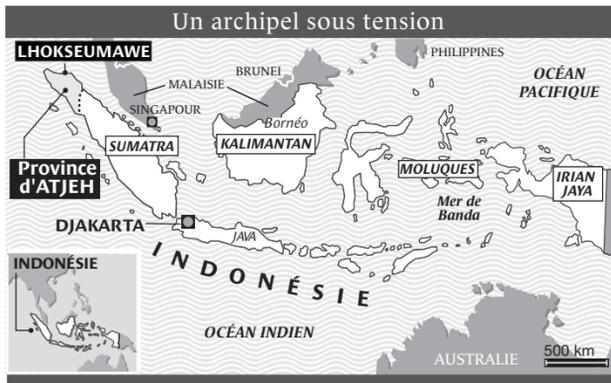 Un archipel sous tension
LHOKSEUMAWE
PHILIPPINES
BRUNEI
MALAISIE
OCÉAN
PACIFIQUE
SINGAPOUR
Bornéo
SUMATRA
KALIMANTAN
Province
d'ATJEH
MOLUQUES
IRIAN
JAYA
Mer de
Banda
DJAKARTA
JAVA
INDONÉSIE
INDONÉSIE
OCÉAN INDIEN
AUSTRALIE
500 km